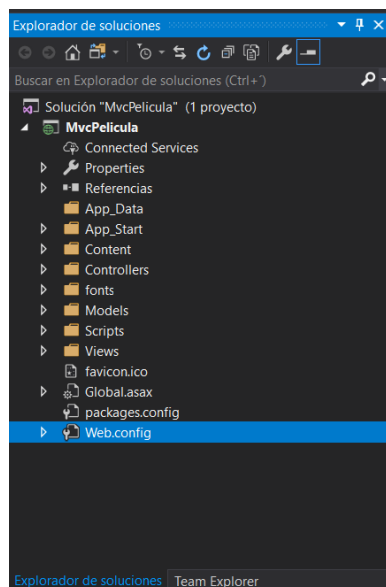 Explorador de soluciones
Buscar en Explorador de soluciones (Ctrl+´)
Solución "MvcPelicula" (1 proyecto)
MvcPelicula
Connected Services
Properties
Referencias
App_Data
App_Start
Content
Controllers
fonts
Models
Scripts
Views
favicon.ico
Global.asax
packages.config
Web.config
Explorador de soluciones Team Explorer